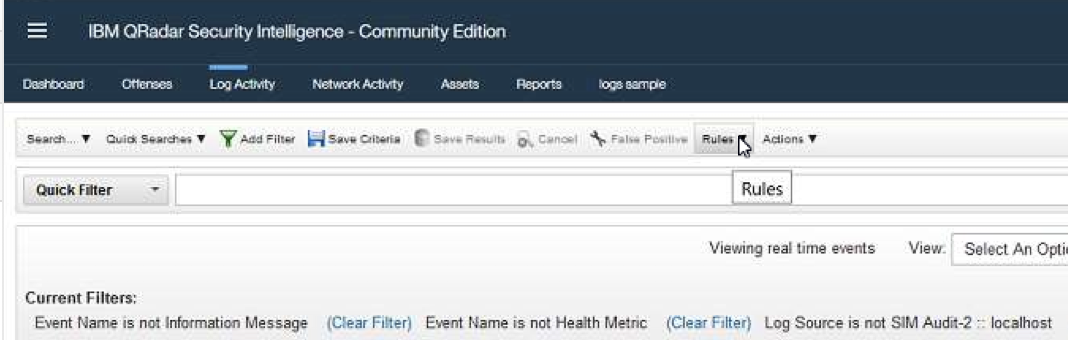 IBM QRadar Security Intelligence - Community Edition
Dashboard Offenses Log Activity Network Activity Assets Reports logs sample
Search... ▼ Quick Searches ▼ Add Filter Save Criteria Save Results Cancel False Positive Rules ▼ Actions ▼
Quick Filter
Rules
Viewing real time events View: Select An Optio
Current Filters:
Event Name is not Information Message (Clear Filter) Event Name is not Health Metric (Clear Filter) Log Source is not SIM Audit-2 :: localhost